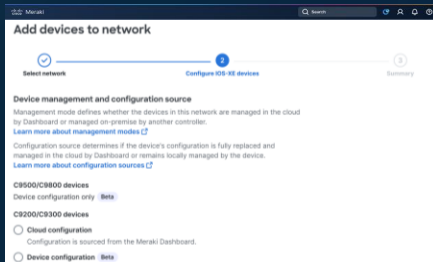 cisco Meraki
Search
Add devices to network
2
3
Select network
Configure IOS-XE devices
Summary
Device management and configuration source
Management mode defines whether the devices in this network are managed in the cloud
by Dashboard or managed on-premise by another controller.
Learn more about management modes
Configuration source determines if the device's configuration is fully replaced and
managed in the cloud by Dashboard or remains locally managed by the device.
Learn more about configuration sources
C9500/C9800 devices
Device configuration only Beta
C9200/C9300 devices
Cloud configuration
Configuration is sourced from the Meraki Dashboard.
Device configuration Beta